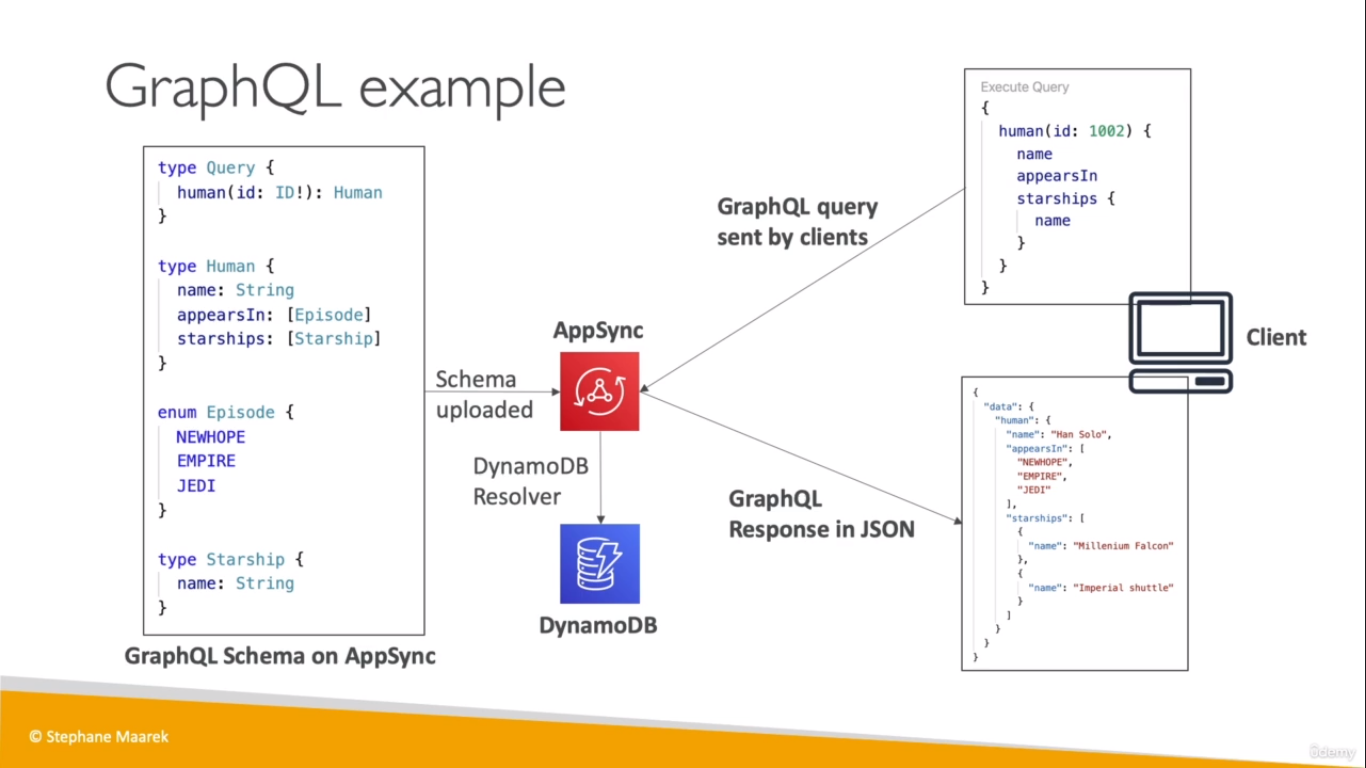 GraphQL example
type Query {
human(id: ID!): Human
}
type Human {
name: String
appearsIn: [Episode]
starships: [Starship]
}
enum Episode {
NEWHOPE
EMPIRE
JEDI
}
type Starship {
name: String
}
GraphQL Schema on AppSync
Schema
uploaded
AppSync
DynamoDB
Resolver
DynamoDB
GraphQL query
sent by clients
Execute Query
{
human(id: 1002) {
name
appearsIn
starships {
name
}
}
}
Client
GraphQL
Response in JSON
{
"data": {
"human": {
"name": "Han Solo",
"appearsIn": [
"NEWHOPE",
"EMPIRE",
"JEDI"
],
"starships": [
{
"name": "Millenium Falcon"
},
{
"name": "Imperial shuttle"
}
]
}
}
}
© Stephane Maarek
ûdemy